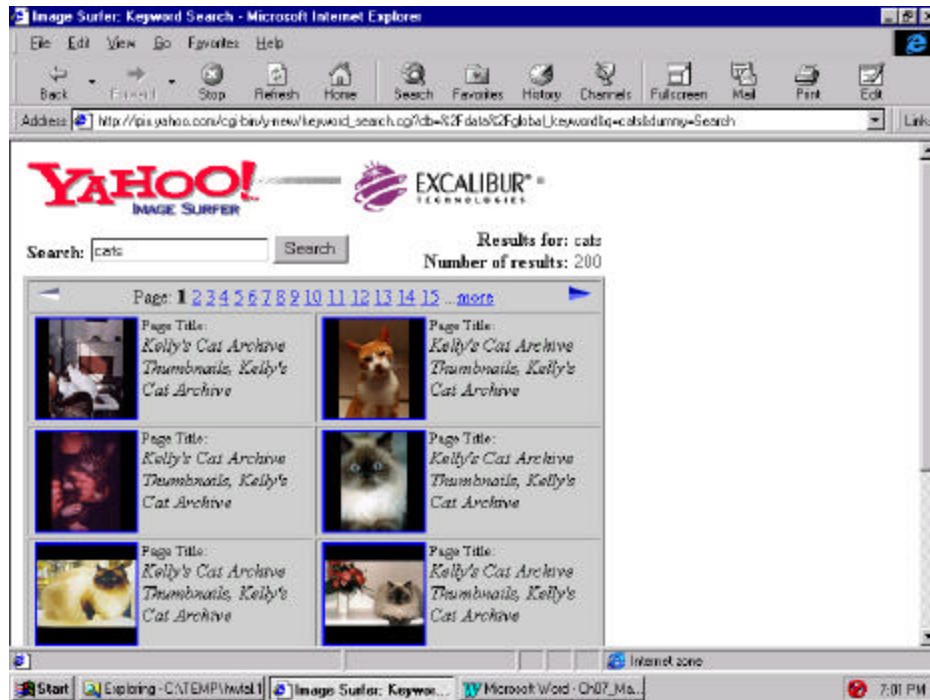 Image Surfer: Keyword Search - Microsoft Internet Explorer
File Edit View Go Favorites Help
Back Forward Stop Refresh Home Search Favorites History Channels Fullscreen Mail Print Edit
Address http://ipix.yahoo.com/cgi-bin/y-new/keyword_search.cgi?db=%2Fdata%2Fglobal_keyword&q=cats&dummy=Search Links
YAHOO! EXCALIBUR
TECHNOLOGIES
IMAGE SURFER
Search: cats Search
Results for: cats
Number of results: 200
Page: 1 2 3 4 5 6 7 8 9 10 11 12 13 14 15 ...more
Page Title:
Kelly's Cat Archive
Thumbnails, Kelly's
Cat Archive
Page Title:
Kelly's Cat Archive
Thumbnails, Kelly's
Cat Archive
Page Title:
Kelly's Cat Archive
Thumbnails, Kelly's
Cat Archive
Page Title:
Kelly's Cat Archive
Thumbnails, Kelly's
Cat Archive
Page Title:
Kelly's Cat Archive
Thumbnails, Kelly's
Cat Archive
Page Title:
Kelly's Cat Archive
Thumbnails, Kelly's
Cat Archive
Internet zone
Start Exploring - C:\TEMP\ Image Surfer: Keywor... Microsoft Word - Ch07_Ma... 7:01 PM